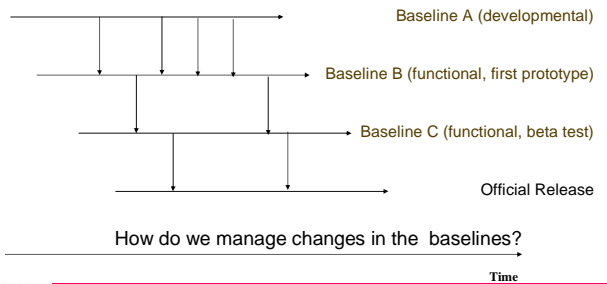 Baseline A (developmental)
Baseline B (functional, first prototype)
Baseline C (functional, beta test)
Official Release
How do we manage changes in the baselines?
Time